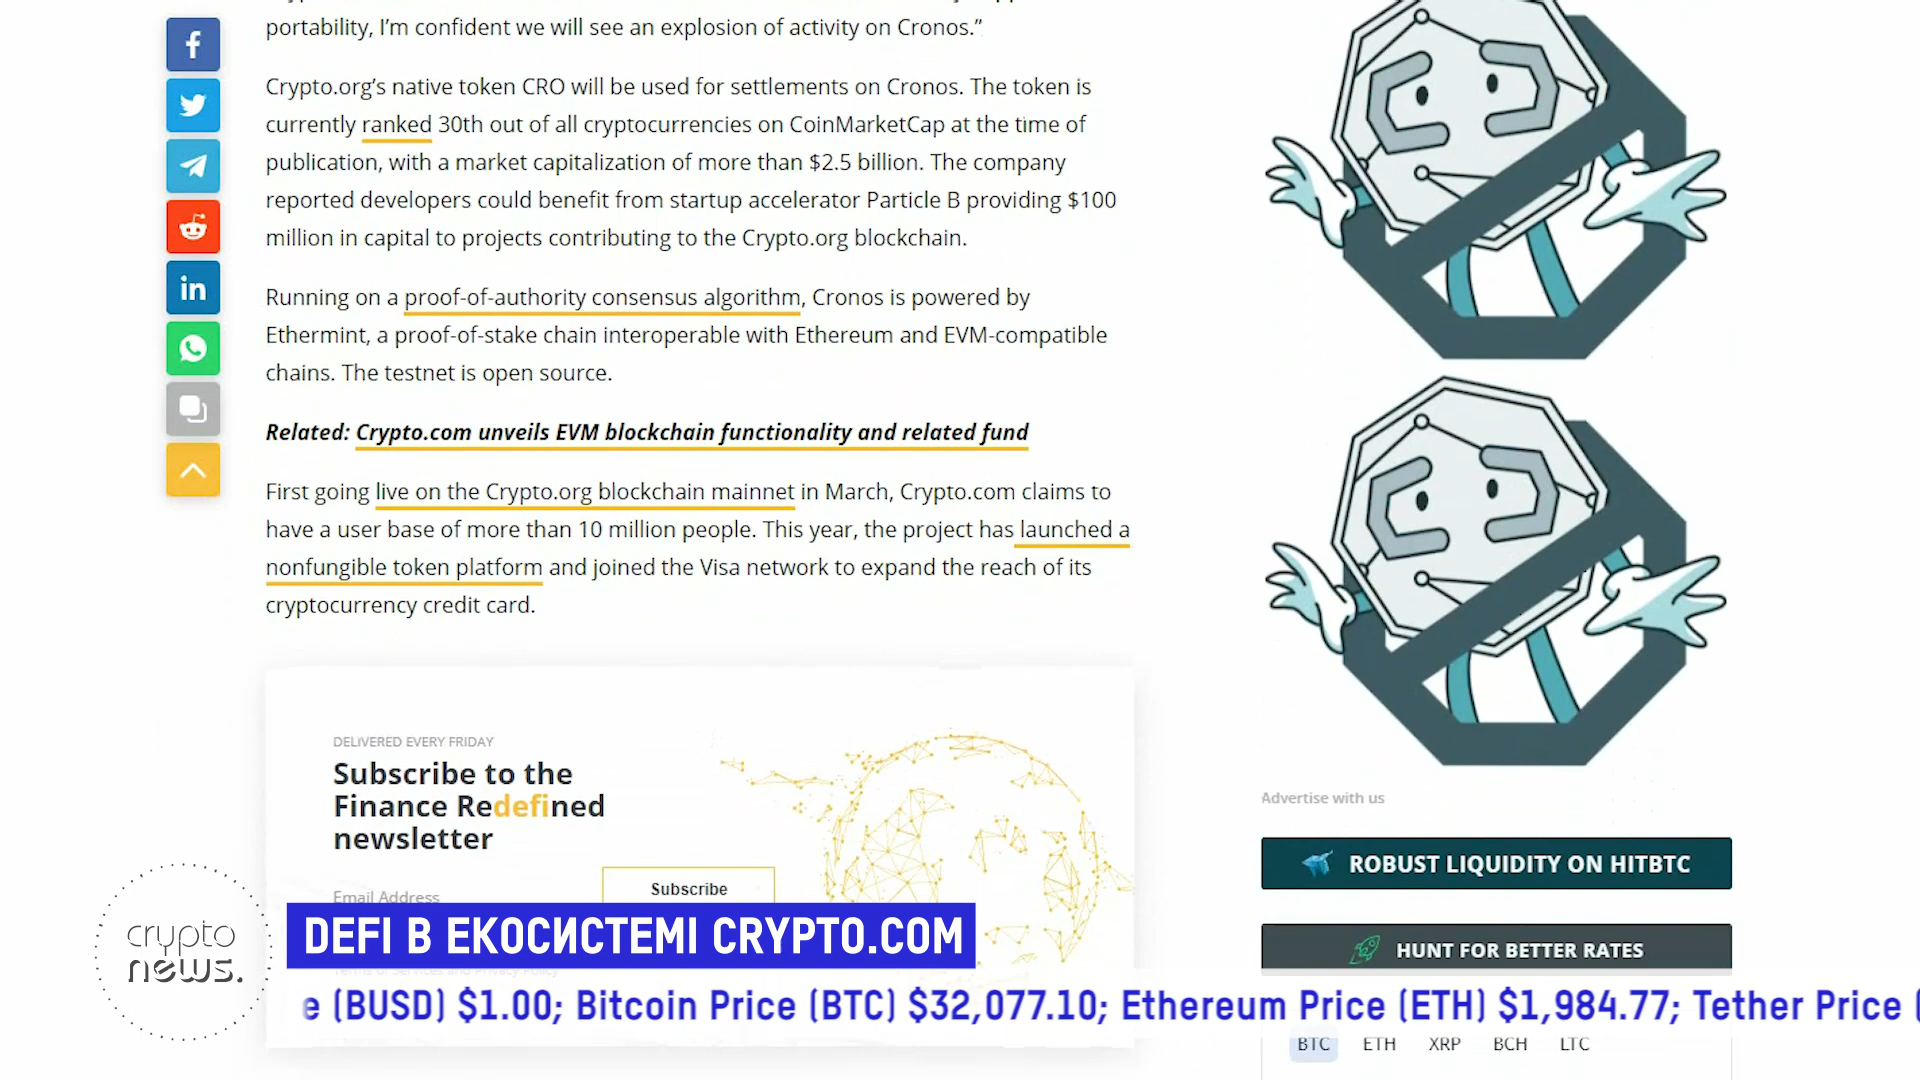 portability, I’m confident we will see an explosion of activity on Cronos.”
Crypto.org’s native token CRO will be used for settlements on Cronos. The token is
currently ranked 30th out of all cryptocurrencies on CoinMarketCap at the time of
publication, with a market capitalization of more than $2.5 billion. The company
reported developers could benefit from startup accelerator Particle B providing $100
million in capital to projects contributing to the Crypto.org blockchain.
Running on a proof-of-authority consensus algorithm, Cronos is powered by
Ethermint, a proof-of-stake chain interoperable with Ethereum and EVM-compatible
chains. The testnet is open source.
Related: Crypto.com unveils EVM blockchain functionality and related fund
First going live on the Crypto.org blockchain mainnet in March, Crypto.com claims to
have a user base of more than 10 million people. This year, the project has launched a
nonfungible token platform and joined the Visa network to expand the reach of its
cryptocurrency credit card.
DELIVERED EVERY FRIDAY
Subscribe to the
Finance Redefined
newsletter
Email Address
Subscribe
Terms of Services and Privacy Policy
Advertise with us
ROBUST LIQUIDITY ON HITBTC
HUNT FOR BETTER RATES
BTC ETH XRP BCH LTC
crypto
news.
DEFI В ЕКОСИСТЕМІ CRYPTO.COM
e (BUSD) $1.00; Bitcoin Price (BTC) $32,077.10; Ethereum Price (ETH) $1,984.77; Tether Price (